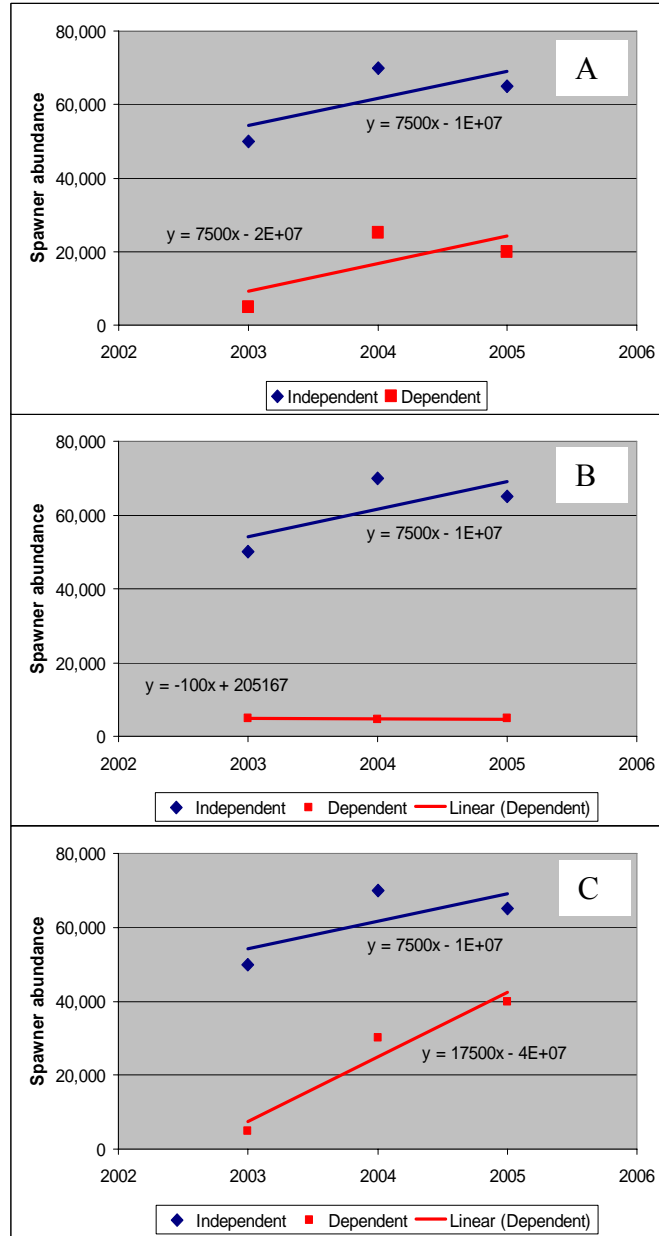 80,000
A
60,000
y = 7500x - 1E+07
Spawner abundance
40,000
y = 7500x - 2E+07
20,000
0
2002 2003 2004 2005 2006
Independent Dependent
80,000
B
60,000
y = 7500x - 1E+07
Spawner abundance
40,000
20,000
y = -100x + 205167
0
2002 2003 2004 2005 2006
Independent Dependent Linear (Dependent)
80,000
C
60,000
y = 7500x - 1E+07
Spawner abundance
40,000
y = 17500x - 4E+07
20,000
0
2002 2003 2004 2005 2006
Independent Dependent Linear (Dependent)